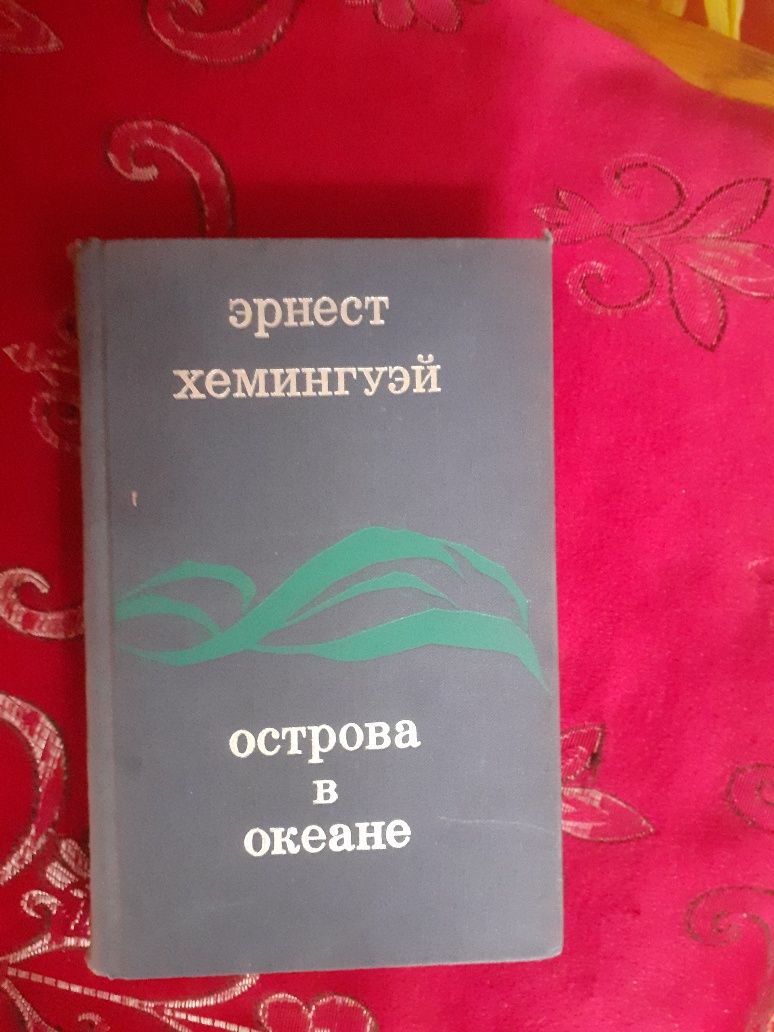 эрнест
хемингуэй
острова
в
океане